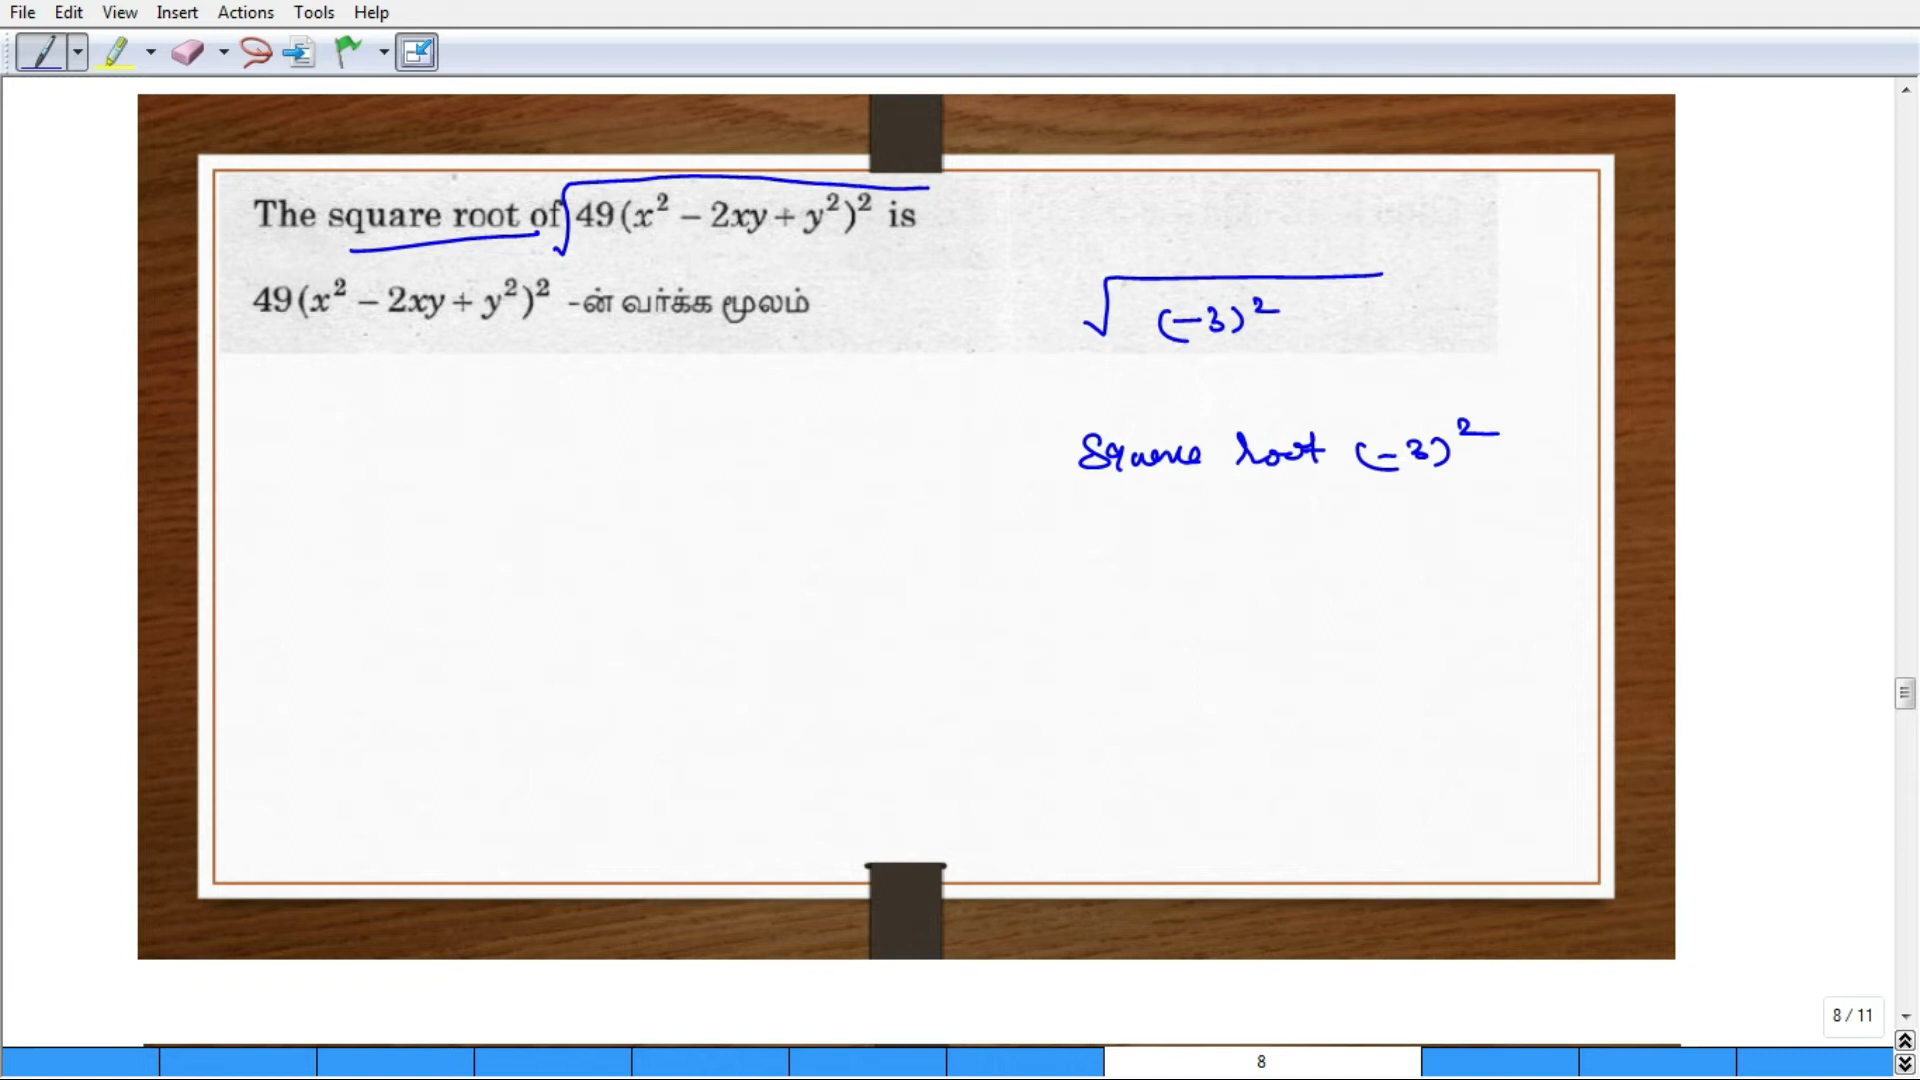 File Edit View Insert Actions Tools Help
The square root of √49(x² − 2xy + y²)² is
49(x² − 2xy + y²)² -ன் வர்க்க மூலம்
√(-3)²
Square root (-3)²
8 / 11
8